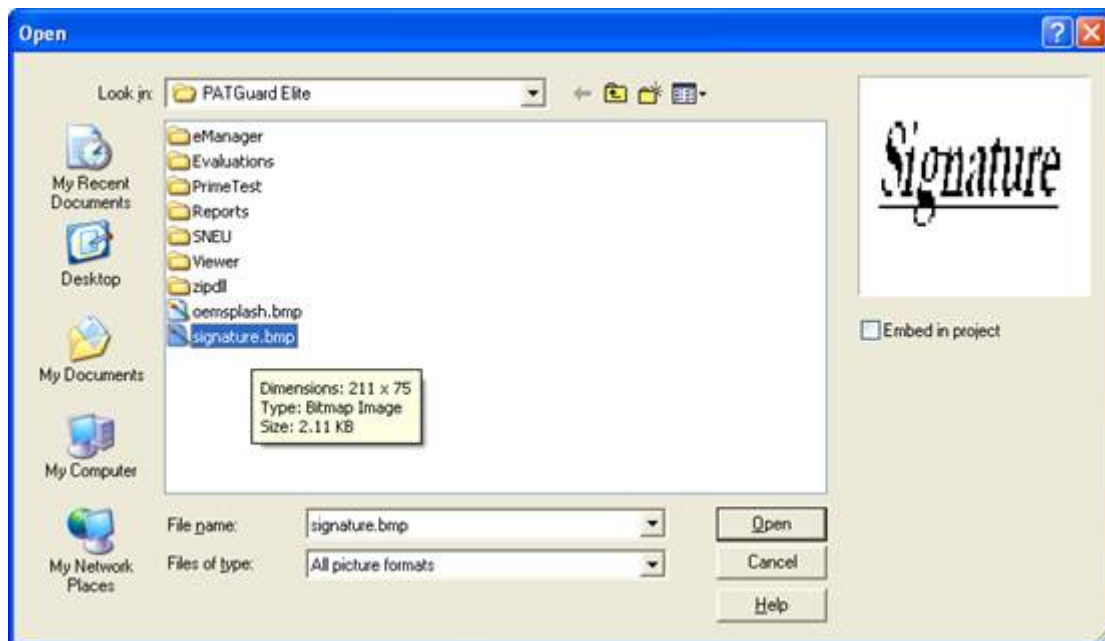 Open
Look in:
PATGuard Elite
My Recent
Documents
Desktop
My Documents
My Computer
My Network
Places
eManager
Evaluations
PrimeTest
Reports
SNEU
Viewer
zipdll
oemsplash.bmp
signature.bmp
Dimensions: 211 x 75
Type: Bitmap Image
Size: 2.11 KB
File name:
signature.bmp
Files of type:
All picture formats
Open
Cancel
Help
Signature
Embed in project